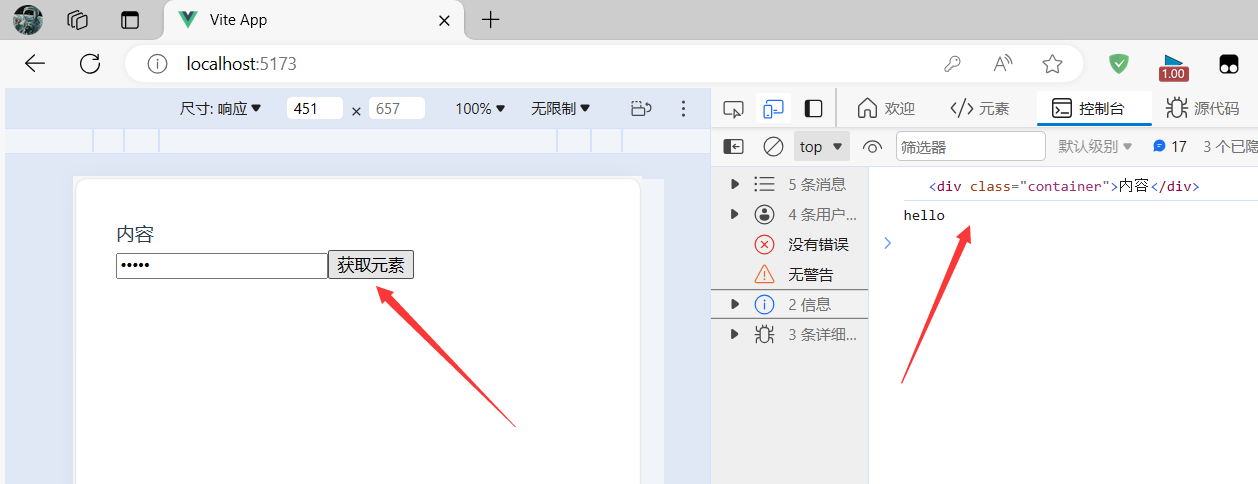 Vite App
localhost:5173
尺寸: 响应 451 × 657 100% 无限制
欢迎 元素 控制台 源代码
top 筛选器 默认级别 17 3 个已隐
1.00
5 条消息
4 条用户...
没有错误
无警告
2 信息
3 条详细...
<div class="container">内容</div>
hello
内容
••••• 获取元素